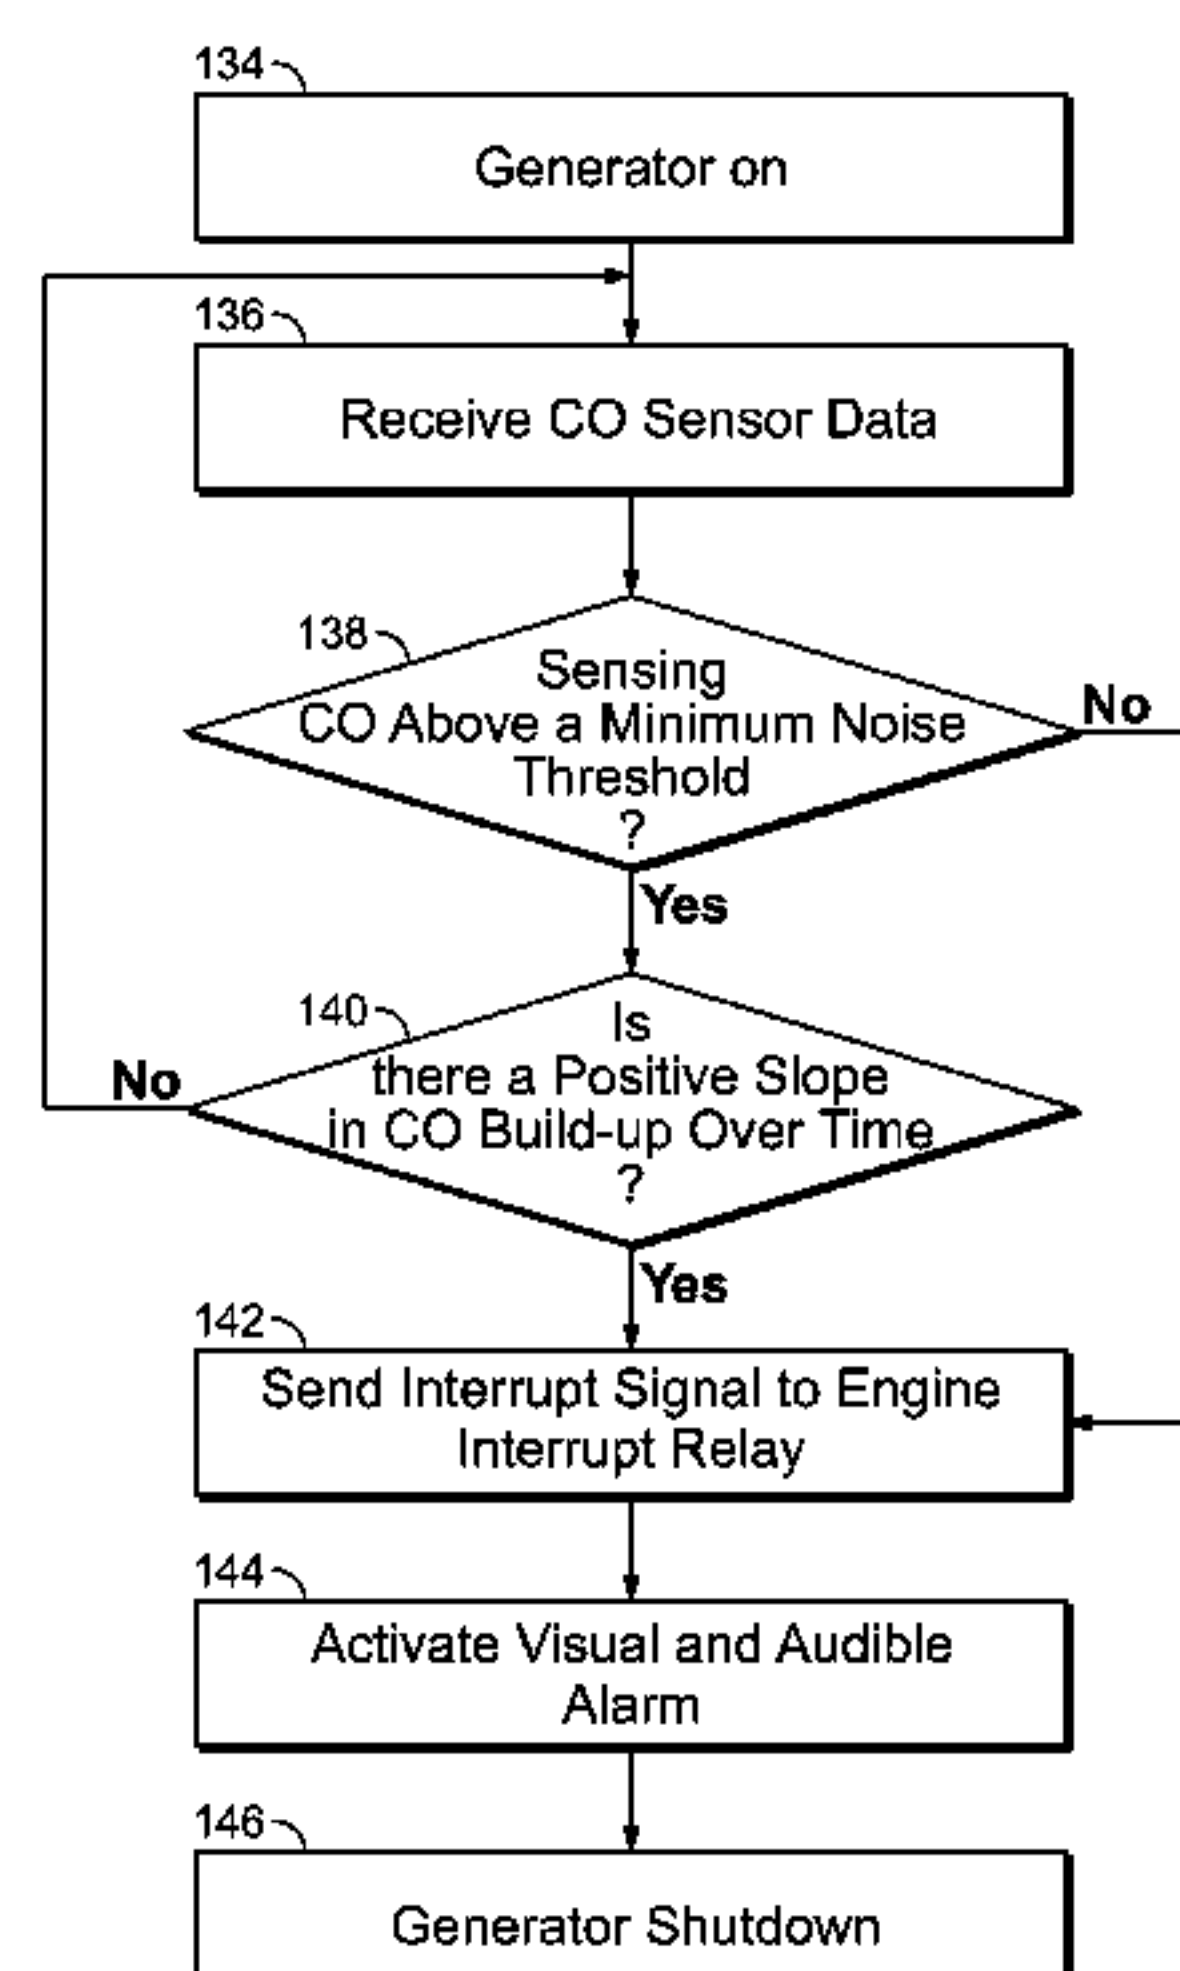 134
Generator on
136
Receive CO Sensor Data
138
Sensing
CO Above a Minimum Noise
Threshold
?
No
Yes
140
Is
there a Positive Slope
in CO Build-up Over Time
?
No
Yes
142
Send Interrupt Signal to Engine
Interrupt Relay
144
Activate Visual and Audible
Alarm
146
Generator Shutdown